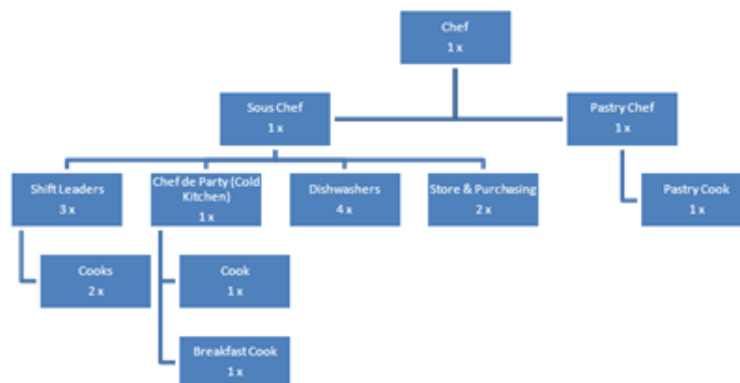 Chef
1 x
Sous Chef
1 x
Pastry Chef
1 x
Shift Leaders
3 x
Chef de Party (Cold
Kitchen)
1 x
Dishwashers
4 x
Store & Purchasing
2 x
Pastry Cook
1 x
Cooks
2 x
Cook
1 x
Breakfast Cook
1 x